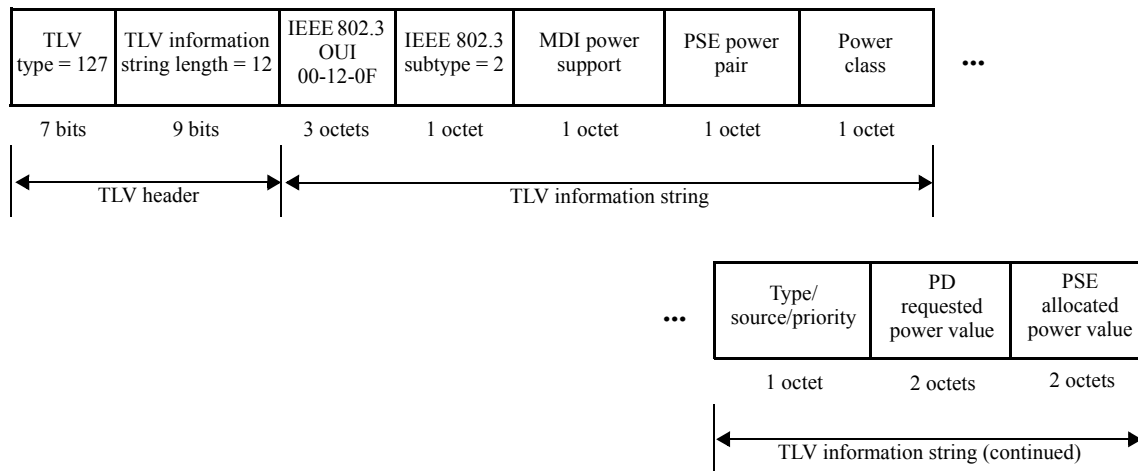 TLV
type = 127
TLV information
string length = 12
IEEE 802.3
OUI
00-12-0F
IEEE 802.3
subtype = 2
MDI power
support
PSE power
pair
Power
class
...
7 bits
9 bits
3 octets
1 octet
1 octet
1 octet
1 octet
TLV header
TLV information string
...
Type/
source/priority
PD
requested
power value
PSE
allocated
power value
1 octet
2 octets
2 octets
TLV information string (continued)